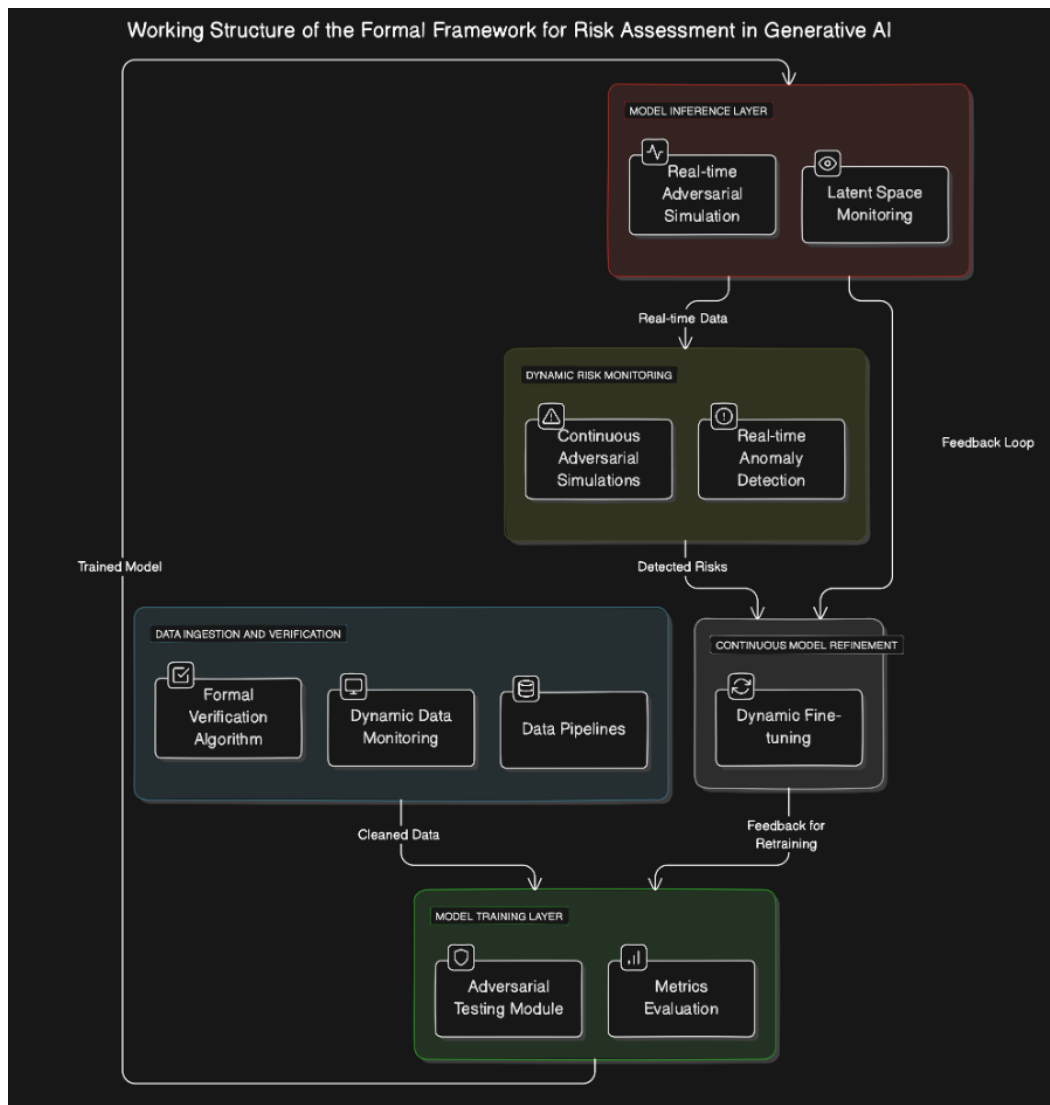 Working Structure of the Formal Framework for Risk Assessment in Generative AI
MODEL INFERENCE LAYER
Real-time
Adversarial
Simulation
Latent Space
Monitoring
Real-time Data
DYNAMIC RISK MONITORING
Continuous
Adversarial
Simulations
Real-time
Anomaly
Detection
Feedback Loop
Trained Model
Detected Risks
DATA INGESTION AND VERIFICATION
Formal
Verification
Algorithm
Dynamic Data
Monitoring
Data Pipelines
CONTINUOUS MODEL REFINEMENT
Dynamic Fine-
tuning
Cleaned Data
Feedback for
Retraining
MODEL TRAINING LAYER
Adversarial
Testing Module
Metrics
Evaluation